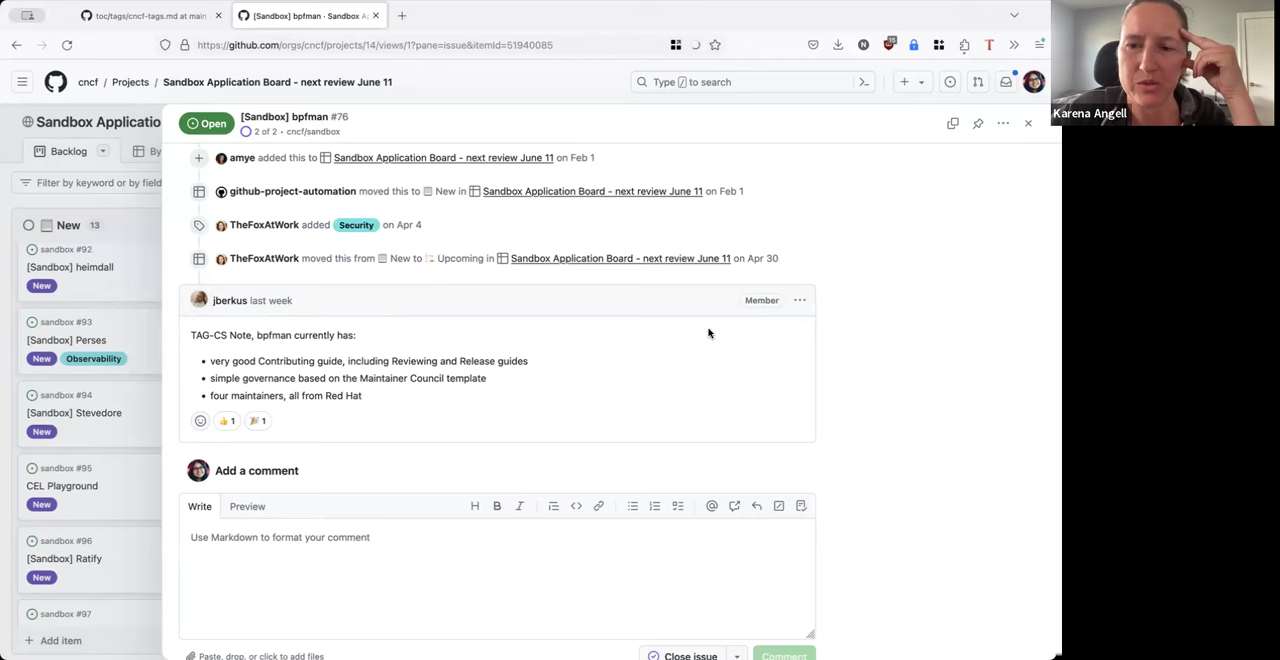 toc/tags/cncf-tags.md at main
[Sandbox] bpfman · Sandbox A
https://github.com/orgs/cncf/projects/14/views/1?pane=issue&itemId=51940085
15
N
T
cncf / Projects / Sandbox Application Board - next review June 11
Type / to search
Karena Angell
Sandbox Applicatio
Backlog
By
Filter by keyword or by field
New 13
sandbox #92
[Sandbox] heimdall
New
sandbox #93
[Sandbox] Perses
New Observability
sandbox #94
[Sandbox] Stevedore
New
sandbox #95
CEL Playground
New
sandbox #96
[Sandbox] Ratify
New
sandbox #97
Add item
Open
[Sandbox] bpfman #76
2 of 2 · cncf/sandbox
amye added this to Sandbox Application Board - next review June 11 on Feb 1
github-project-automation moved this to New in Sandbox Application Board - next review June 11 on Feb 1
TheFoxAtWork added Security on Apr 4
TheFoxAtWork moved this from New to Upcoming in Sandbox Application Board - next review June 11 on Apr 30
jberkus last week
Member
TAG-CS Note, bpfman currently has:
• very good Contributing guide, including Reviewing and Release guides
• simple governance based on the Maintainer Council template
• four maintainers, all from Red Hat
1 1
Add a comment
Write Preview
Use Markdown to format your comment
Paste, drop, or click to add files
Close issue
Comment